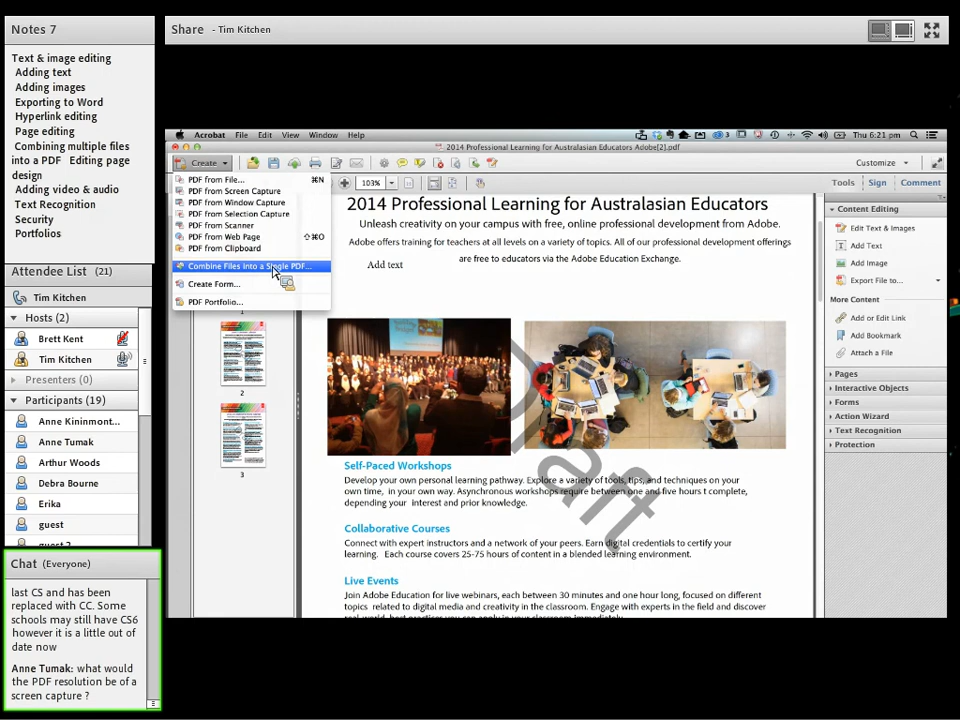 Notes 7
Text & image editing
Adding text
Adding images
Exporting to Word
Hyperlink editing
Page editing
Combining multiple files
into a PDF Editing page
design
Adding video & audio
Text Recognition
Security
Portfolios
Attendee List (21)
Tim Kitchen
Hosts (2)
Brett Kent
Tim Kitchen
Presenters (0)
Participants (19)
Anne Kininmont...
Anne Tumak
Arthur Woods
Debra Bourne
Erika
guest
guest 2
Chat (Everyone)
last CS and has been
replaced with CC. Some
schools may still have CS6
however it is a little out of
date now
Anne Tumak: what would
the PDF resolution be of a
screen capture ?
Share - Tim Kitchen
Acrobat File Edit View Window Help
3
Thu 6:21 pm
2014 Professional Learning for Australasian Educators Adobe[2].pdf
Create
Customize
PDF from File... ⌘N
PDF from Screen Capture
PDF from Window Capture
PDF from Selection Capture
PDF from Scanner
PDF from Web Page ⇧⌘O
PDF from Clipboard
Combine Files into a Single PDF...
Create Form...
PDF Portfolio...
103%
Tools Sign Comment
1
2
3
2014 Professional Learning for Australasian Educators
Unleash creativity on your campus with free, online professional development from Adobe.
Adobe offers training for teachers at all levels on a variety of topics. All of our professional development offerings
are free to educators via the Adobe Education Exchange.
Add text
Draft
Self-Paced Workshops
Develop your own personal learning pathway. Explore a variety of tools, tips, and techniques on your
own time, in your own way. Asynchronous workshops require between one and five hours t complete,
depending your interest and prior knowledge.
Collaborative Courses
Connect with expert instructors and a network of your peers. Earn digital credentials to certify your
learning. Each course covers 25-75 hours of content in a blended learning environment.
Live Events
Join Adobe Education for live webinars, each between 30 minutes and one hour long, focused on different
topics related to digital media and creativity in the classroom. Engage with experts in the field and discover
real-world, best practices you can apply in your classroom immediately.
Content Editing
Edit Text & Images
Add Text
Add Image
Export File to...
More Content
Add or Edit Link
Add Bookmark
Attach a File
Pages
Interactive Objects
Forms
Action Wizard
Text Recognition
Protection